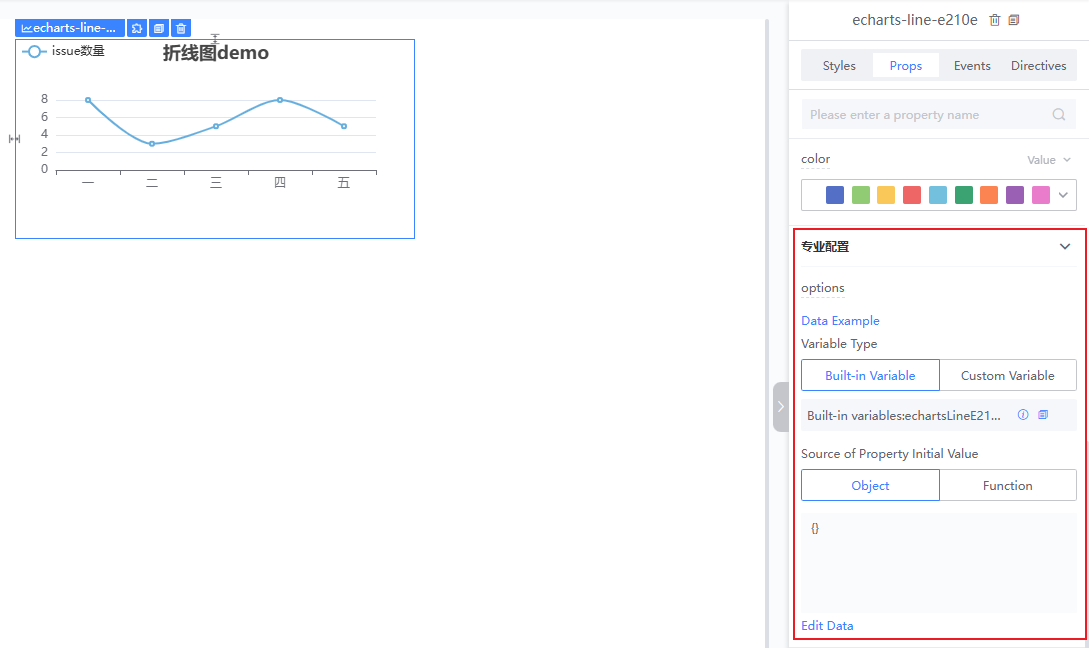 echarts-line-...
issue数量
折线图demo
8
6
4
2
0
一 二 三 四 五
echarts-line-e210e
Styles Props Events Directives
Please enter a property name
color Value
专业配置
options
Data Example
Variable Type
Built-in Variable Custom Variable
Built-in variables:echartsLineE21...
Source of Property Initial Value
Object Function
{}
Edit Data